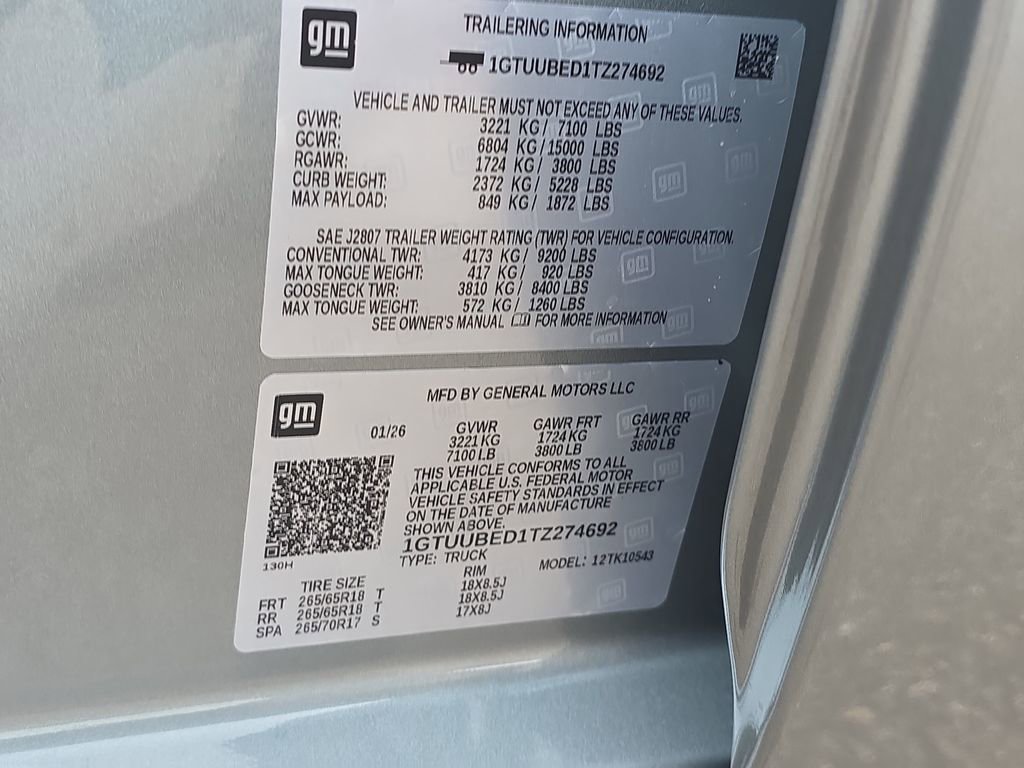 gm
TRAILERING INFORMATION
1GTUUBED1TZ274692
VEHICLE AND TRAILER MUST NOT EXCEED ANY OF THESE VALUES.
GVWR: 3221 KG / 7100 LBS
GCWR: 6804 KG / 15000 LBS
RGAWR: 1724 KG / 3800 LBS
CURB WEIGHT: 2372 KG / 5228 LBS
MAX PAYLOAD: 849 KG / 1872 LBS
SAE J2807 TRAILER WEIGHT RATING (TWR) FOR VEHICLE CONFIGURATION.
CONVENTIONAL TWR: 4173 KG / 9200 LBS
MAX TONGUE WEIGHT: 417 KG / 920 LBS
GOOSENECK TWR: 3810 KG / 8400 LBS
MAX TONGUE WEIGHT: 572 KG / 1260 LBS
SEE OWNER'S MANUAL FOR MORE INFORMATION
gm
MFD BY GENERAL MOTORS LLC
01/26 GVWR GAWR FRT GAWR RR
3221 KG 1724 KG 1724 KG
7100 LB 3800 LB 3800 LB
THIS VEHICLE CONFORMS TO ALL
APPLICABLE U.S. FEDERAL MOTOR
VEHICLE SAFETY STANDARDS IN EFFECT
ON THE DATE OF MANUFACTURE
SHOWN ABOVE.
1GTUUBED1TZ274692
TYPE: TRUCK MODEL: 12TK10543
130H
TIRE SIZE RIM
FRT 265/65R18 T 18X8.5J
RR 265/65R18 T 18X8.5J
SPA 265/70R17 S 17X8J